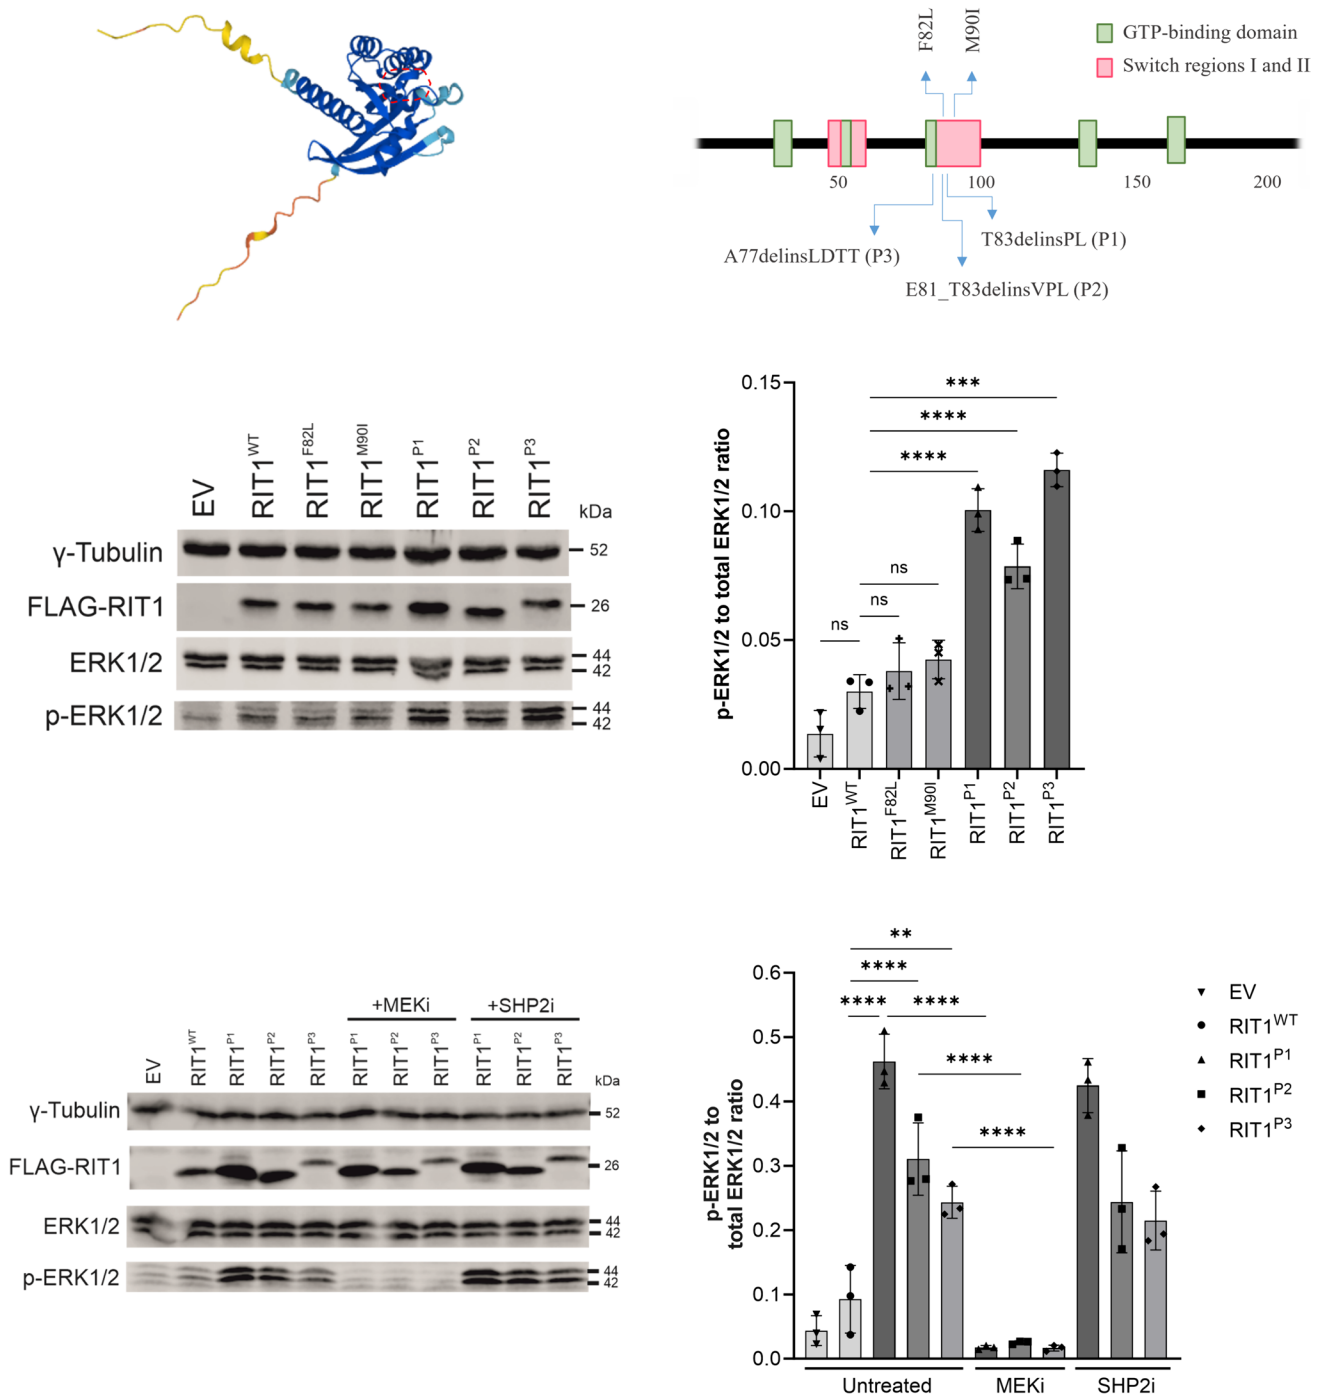 F82L
M90I
GTP-binding domain
Switch regions I and II
50
100
150
200
A77delinsLDTT (P3)
T83delinsPL (P1)
E81_T83delinsVPL (P2)
EV
RIT1WT
RIT1F82L
RIT1M90I
RIT1P1
RIT1P2
RIT1P3
kDa
γ-Tubulin
52
FLAG-RIT1
26
ERK1/2
44
42
p-ERK1/2
44
42
p-ERK1/2 to total ERK1/2 ratio
0.15
0.10
0.05
0.00
***
****
****
ns
ns
ns
EV
RIT1WT
RIT1F82L
RIT1M90I
RIT1P1
RIT1P2
RIT1P3
+MEKi
+SHP2i
EV
RIT1WT
RIT1P1
RIT1P2
RIT1P3
RIT1P1
RIT1P2
RIT1P3
RIT1P1
RIT1P2
RIT1P3
kDa
γ-Tubulin
52
FLAG-RIT1
26
ERK1/2
44
42
p-ERK1/2
44
42
p-ERK1/2 to
total ERK1/2 ratio
0.6
0.5
0.4
0.3
0.2
0.1
0.0
**
****
**** ****
****
****
Untreated
MEKi
SHP2i
EV
RIT1WT
RIT1P1
RIT1P2
RIT1P3